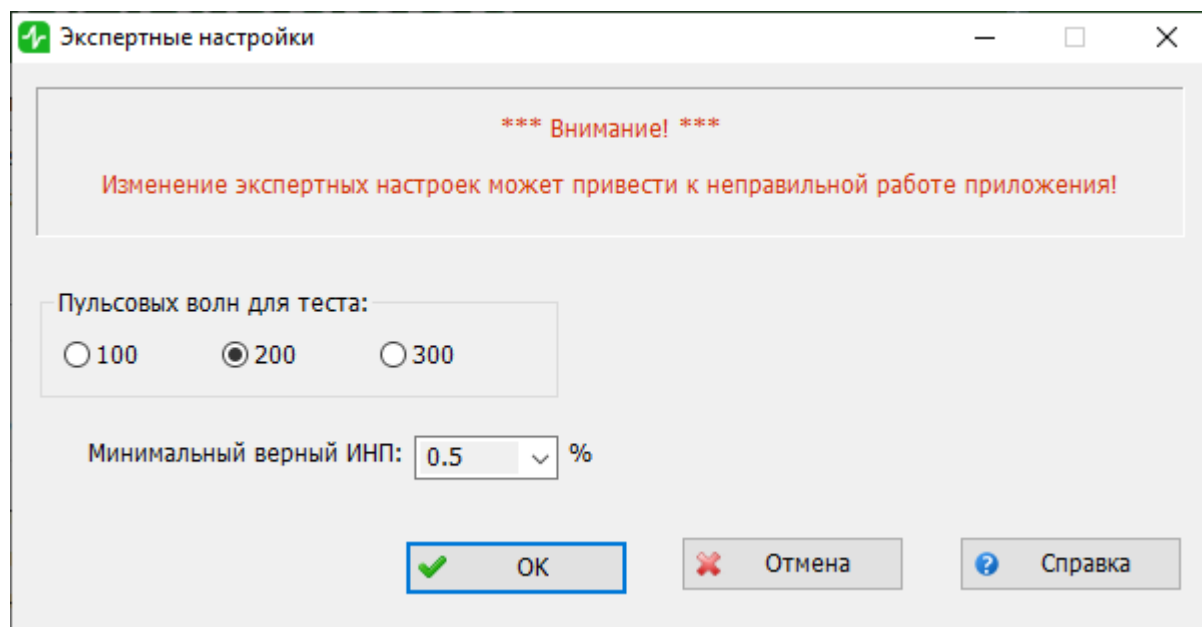 Экспертные настройки
*** Внимание! ***
Изменение экспертных настроек может привести к неправильной работе приложения!
Пульсовых волн для теста:
100 200 300
Минимальный верный ИНП: 0.5 %
OK Отмена Справка